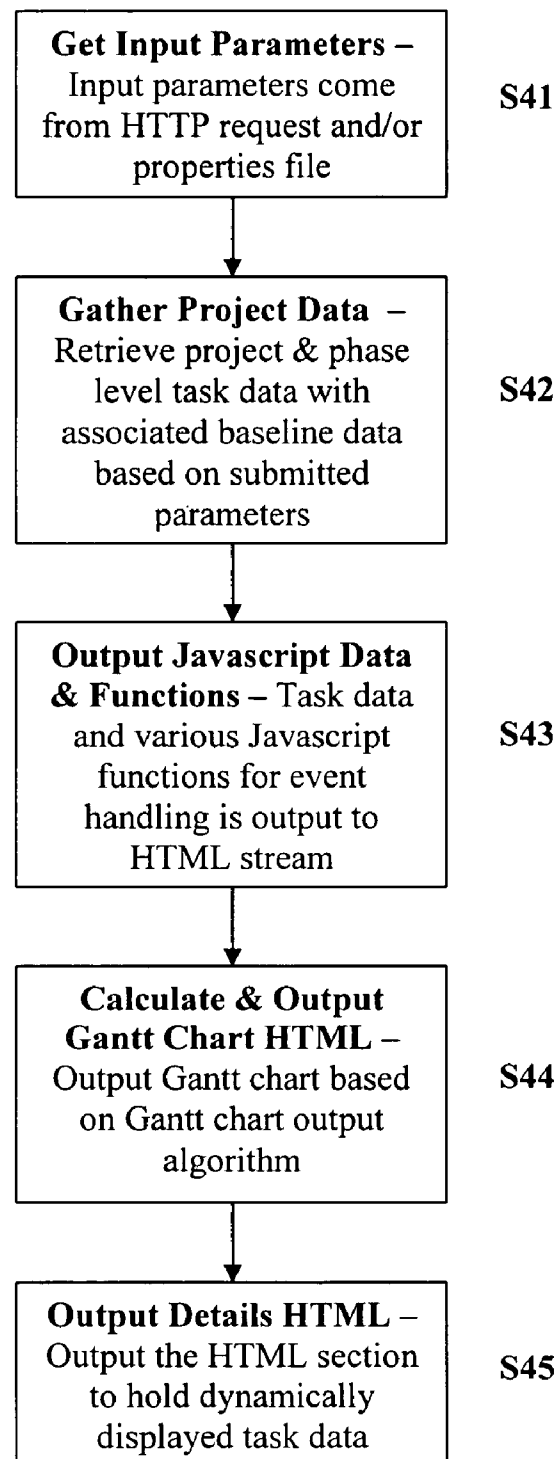 Get Input Parameters –
Input parameters come
from HTTP request and/or
properties file
S41
Gather Project Data –
Retrieve project & phase
level task data with
associated baseline data
based on submitted
parameters
S42
Output Javascript Data
& Functions – Task data
and various Javascript
functions for event
handling is output to
HTML stream
S43
Calculate & Output
Gantt Chart HTML –
Output Gantt chart based
on Gantt chart output
algorithm
S44
Output Details HTML –
Output the HTML section
to hold dynamically
displayed task data
S45